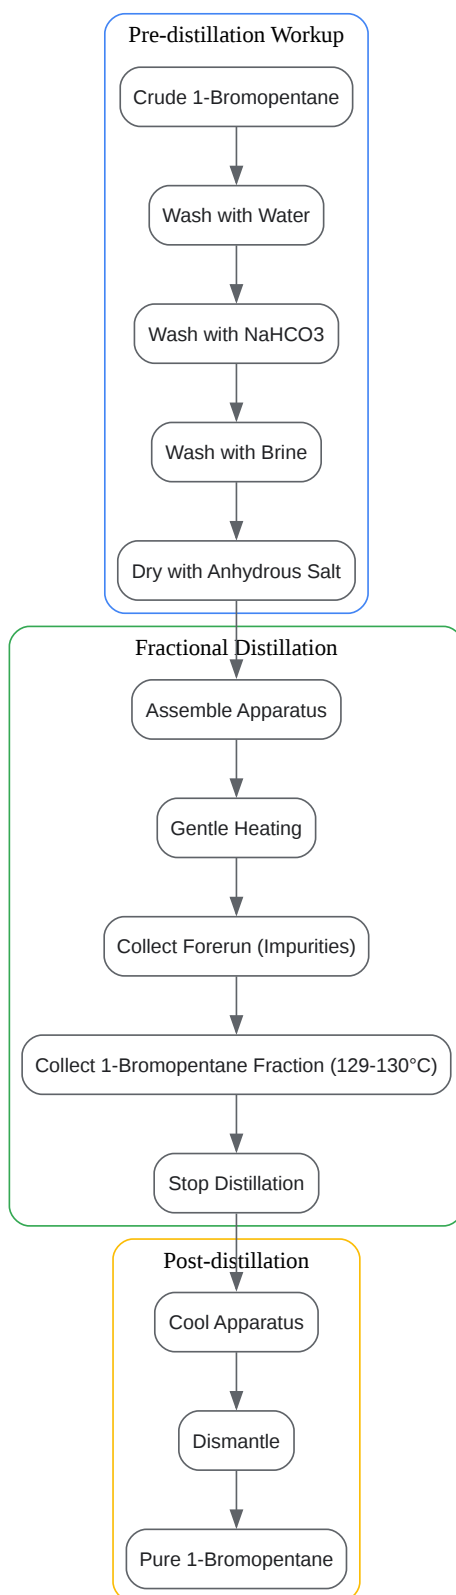 Pre-distillation Workup
Crude 1-Bromopentane
Wash with Water
Wash with NaHCO3
Wash with Brine
Dry with Anhydrous Salt
Fractional Distillation
Assemble Apparatus
Gentle Heating
Collect Forerun (Impurities)
Collect 1-Bromopentane Fraction (129-130°C)
Stop Distillation
Post-distillation
Cool Apparatus
Dismantle
Pure 1-Bromopentane